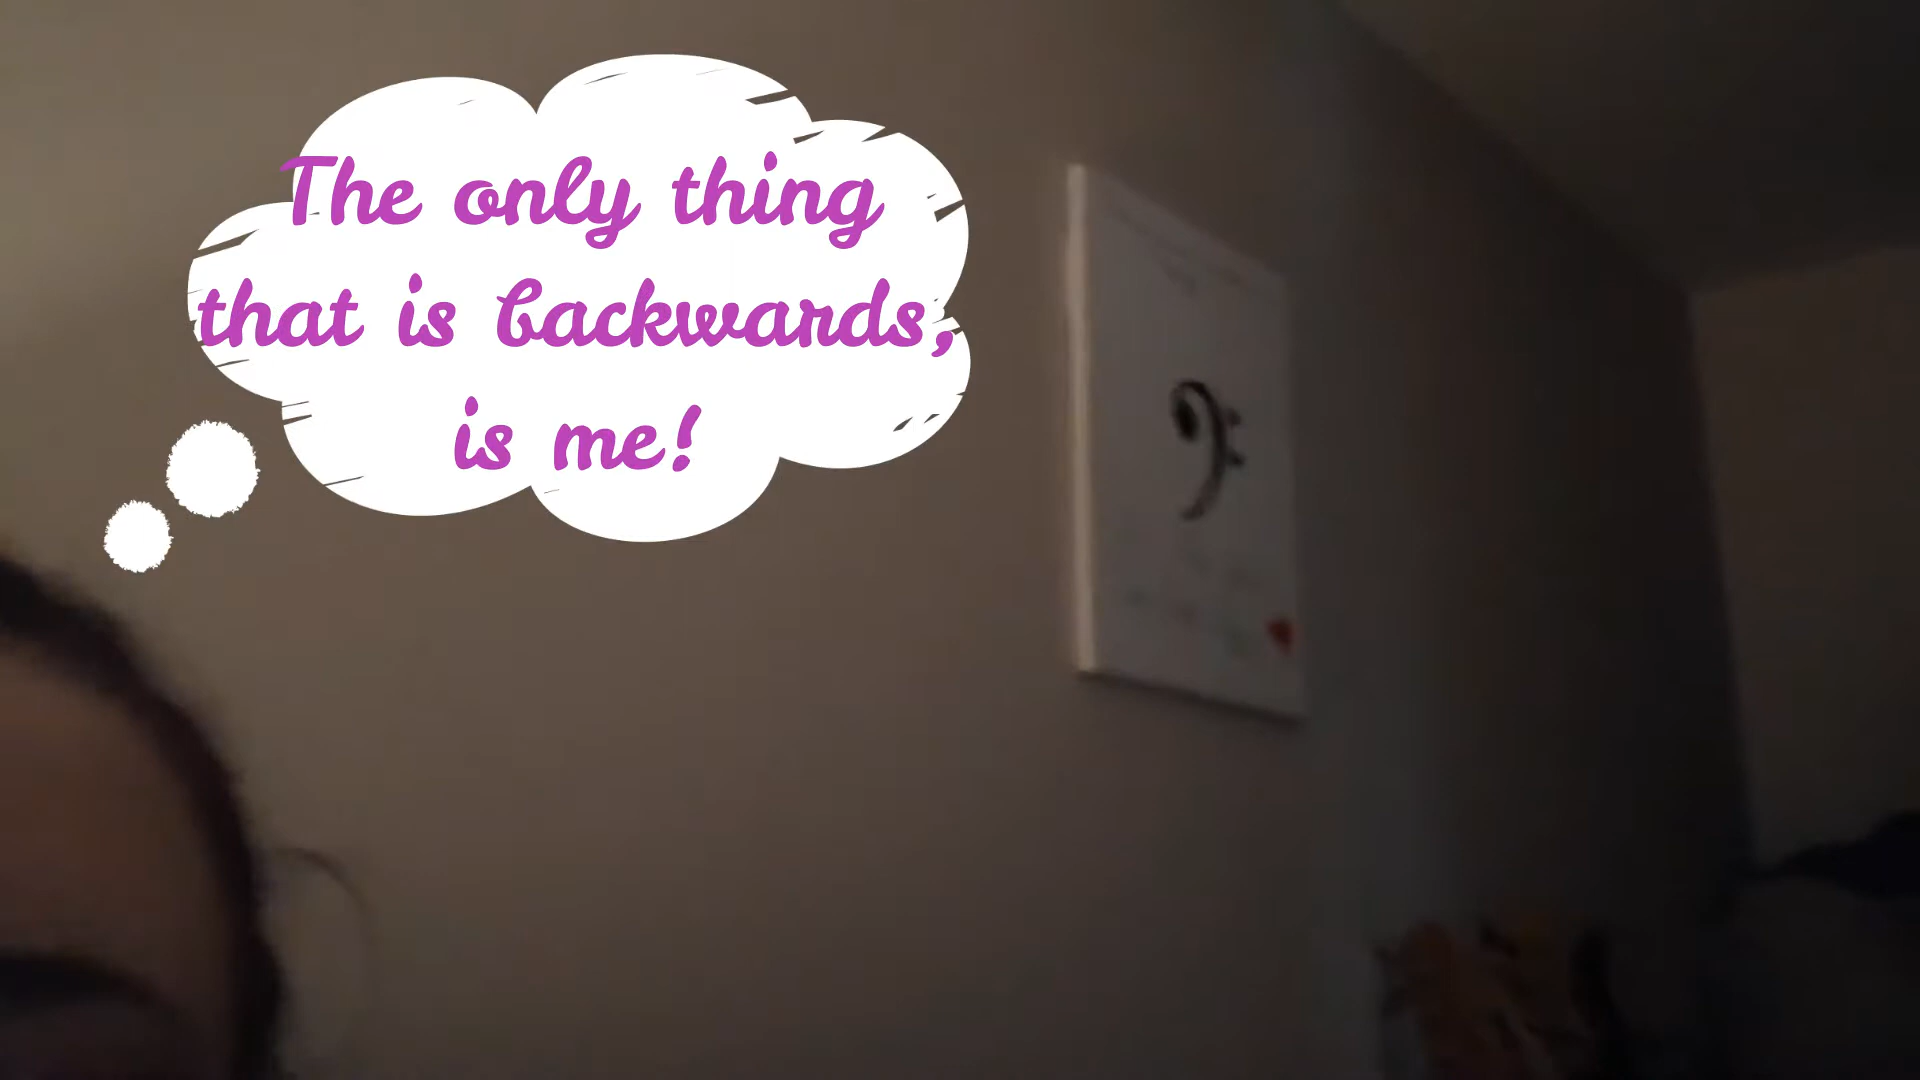 The only thing
that is backwards,
is me!